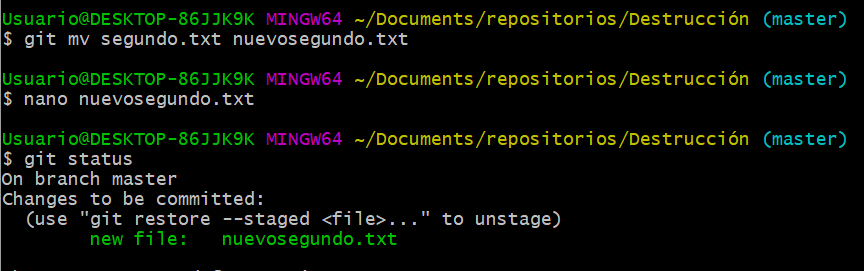 Usuario@DESKTOP-86JJK9K MINGW64 ~/Documents/repositorios/Destrucción (master)
$ git mv segundo.txt nuevosegundo.txt
Usuario@DESKTOP-86JJK9K MINGW64 ~/Documents/repositorios/Destrucción (master)
$ nano nuevosegundo.txt
Usuario@DESKTOP-86JJK9K MINGW64 ~/Documents/repositorios/Destrucción (master)
$ git status
On branch master
Changes to be committed:
  (use "git restore --staged <file>..." to unstage)
        new file:   nuevosegundo.txt